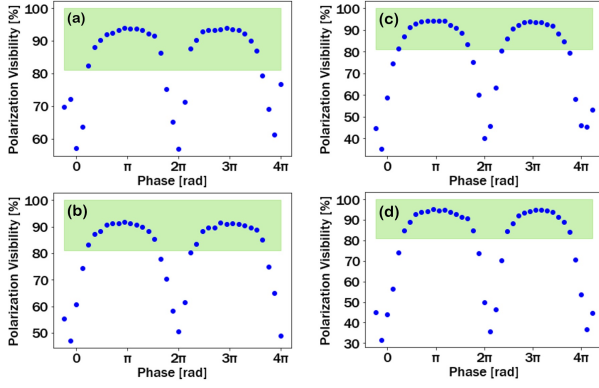 (a)
Polarization Visibility [%]
100
90
80
70
60
0 π 2π 3π 4π
Phase [rad]
(c)
Polarization Visibility [%]
100
90
80
70
60
50
40
0 π 2π 3π 4π
Phase [rad]
(b)
Polarization Visibility [%]
100
90
80
70
60
50
0 π 2π 3π 4π
Phase [rad]
(d)
Polarization Visibility [%]
100
90
80
70
60
50
40
30
0 π 2π 3π 4π
Phase [rad]